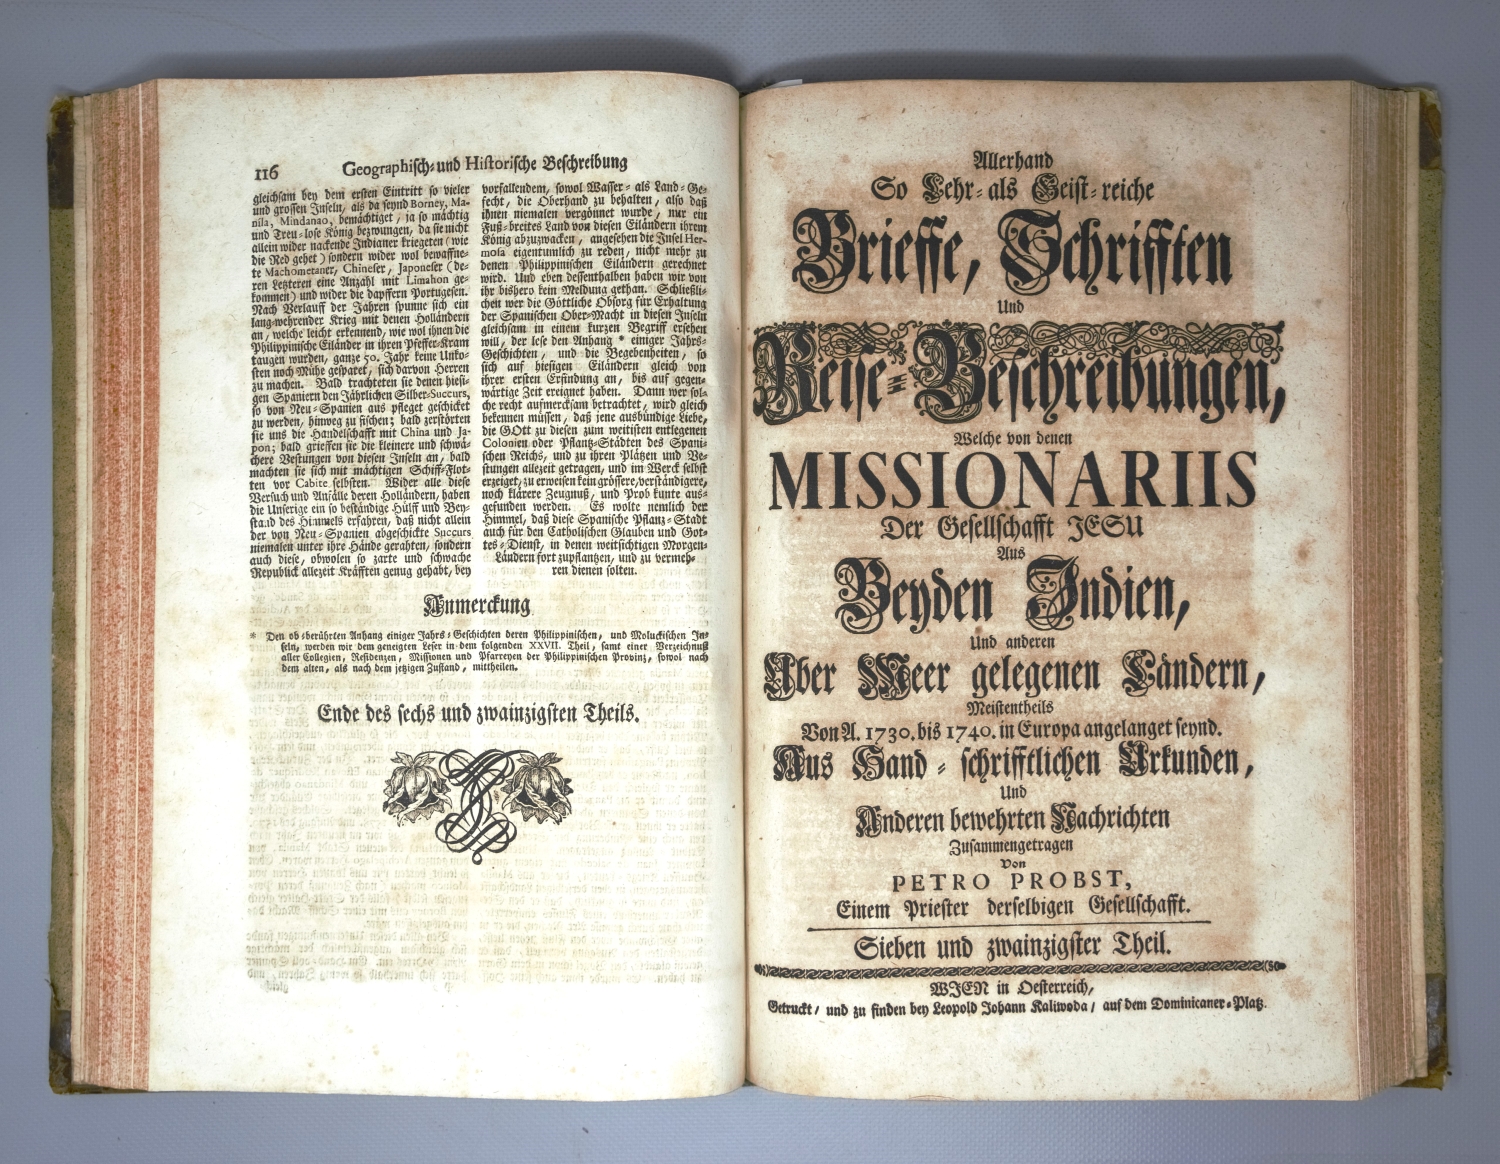 116
Geographisch- und Historische Beschreibung
gleichsam bey dem ersten Eintritt so vieler
und grossen Inseln, als da seynd Borney, Ma-
nila, Mindanao, bemächtiget, ja so mächtig
und Treu-lose König bezwungen, da sie nicht
allein wider nackende Indianer kriegeten (wie
die Red gehet) sondern wider wol bewaffne-
te Machometaner, Chineser, Japoneser (de-
ren Letzteren eine Anzahl mit Limahon ge-
kommen) und wider die dapffern Portugesen.
Nach Verlauff der Jahren spunne sich ein
lang-wehrender Krieg mit denen Holländern
an, welche leicht erkennend, wie wol ihnen die
Philippinische Eiländer in ihren Pfeffer-Kram
taugen wurden, gantze 50. Jahr keine Unko-
sten noch Mühe gesparet, sich darvon Herren
zu machen. Bald trachteten sie denen hiesi-
gen Spaniern den Jährlichen Silber-Succurs,
so von Neu-Spanien aus pfleget geschicket
zu werden, hinweg zu fischen; bald zerstörten
sie uns die Handelschafft mit China und Ja-
pon; bald grieffen sie die kleinere und schwä-
chere Vestungen von diesen Inseln an, bald
machten sie sich mit mächtigen Schiff-Flot-
ten vor Cabite selbsten. Wider alle diese
Versuch und Anfälle deren Holländern, haben
die Unserige ein so beständige Hülff und Bey-
stand des Himmels erfahren, daß nicht allein
der von Neu-Spanien abgeschickte Succurs
niemalen unter ihre Hände gerahten, sondern
auch diese, obwolen so zarte und schwache
Republick allezeit Kräfften genug gehabt, bey
vorfallendem, sowol Wasser- als Land-Ge-
fecht, die Oberhand zu behalten, also daß
ihnen niemalen vergönnet wurde, nur ein
Fuß-breites Land von diesen Eiländern ihrem
König abzuzwacken, angesehen die Insel Her-
mosa eigentumlich zu reden, nicht mehr zu
denen Philippinischen Eiländern gerechnet
wird. Und eben dessenthalben haben wir von
ihr bishero kein Meldung gethan. Schließli-
chen wer die Göttliche Obsorg für Erhaltung
der Spanischen Ober-Macht in diesen Inseln
gleichsam in einem kurzen Begriff ersehen
will, der lese den Anhang * einiger Jahrs-
Geschichten, und die Begebenheiten, so
sich auf hiesigen Eiländern gleich von
ihrer ersten Erfindung an, bis auf gegen-
wärtige Zeit ereignet haben. Dann wer sol-
che recht aufmercksam betrachtet, wird gleich
bekennen müssen, daß jene ausbündige Liebe,
die GOtt zu diesen zum weitisten entlegenen
Colonien oder Pflantz-Städten des Spani-
schen Reichs, und zu ihren Plätzen und Ve-
stungen allezeit getragen, und im Werck selbst
erzeiget, zu erweisen kein grössere, verständigere,
noch klärere Zeugnuß, und Prob kunte aus-
gefunden werden. Es wolte nemlich der
Himmel, daß diese Spanische Pflantz-Stadt
auch für den Catholischen Glauben und Got-
tes-Dienst, in denen weitsichtigen Morgen-
Ländern fort zupflantzen, und zu vermeh-
ren dienen solten.
Anmerckung
* Den ob-berührten Anhang einiger Jahrs-Geschichten deren Philippinischen, und Moluckischen In-
seln, werden wir dem geneigten Leser in dem folgenden XXVII. Theil, samt einer Verzeichnuß
aller Collegien, Residenzen, Missionen und Pfarreyen der Philippinischen Provinz, sowol nach
dem alten, als nach dem jetzigen Zustand, mittheilen.
Ende des sechs und zwainzigsten Theils.
Allerhand
So Lehr- als Geist-reiche
Brieffe, Schrifften
Und
Reise-Beschreibungen,
Welche von denen
MISSIONARIIS
Der Gesellschafft JESU
Aus
Beyden Indien,
Und anderen
Uber Meer gelegenen Ländern,
Meistentheils
Von A. 1730. bis 1740. in Europa angelanget seynd.
Aus Hand-schrifftlichen Urkunden,
Und
Anderen bewehrten Nachrichten
Zusammengetragen
Von
PETRO PROBST,
Einem Priester derselbigen Gesellschafft.
Sieben und zwainzigster Theil.
WIEN in Oesterreich,
Getruckt/ und zu finden bey Leopold Johann Kaliwoda/ auf dem Dominicaner-Platz.